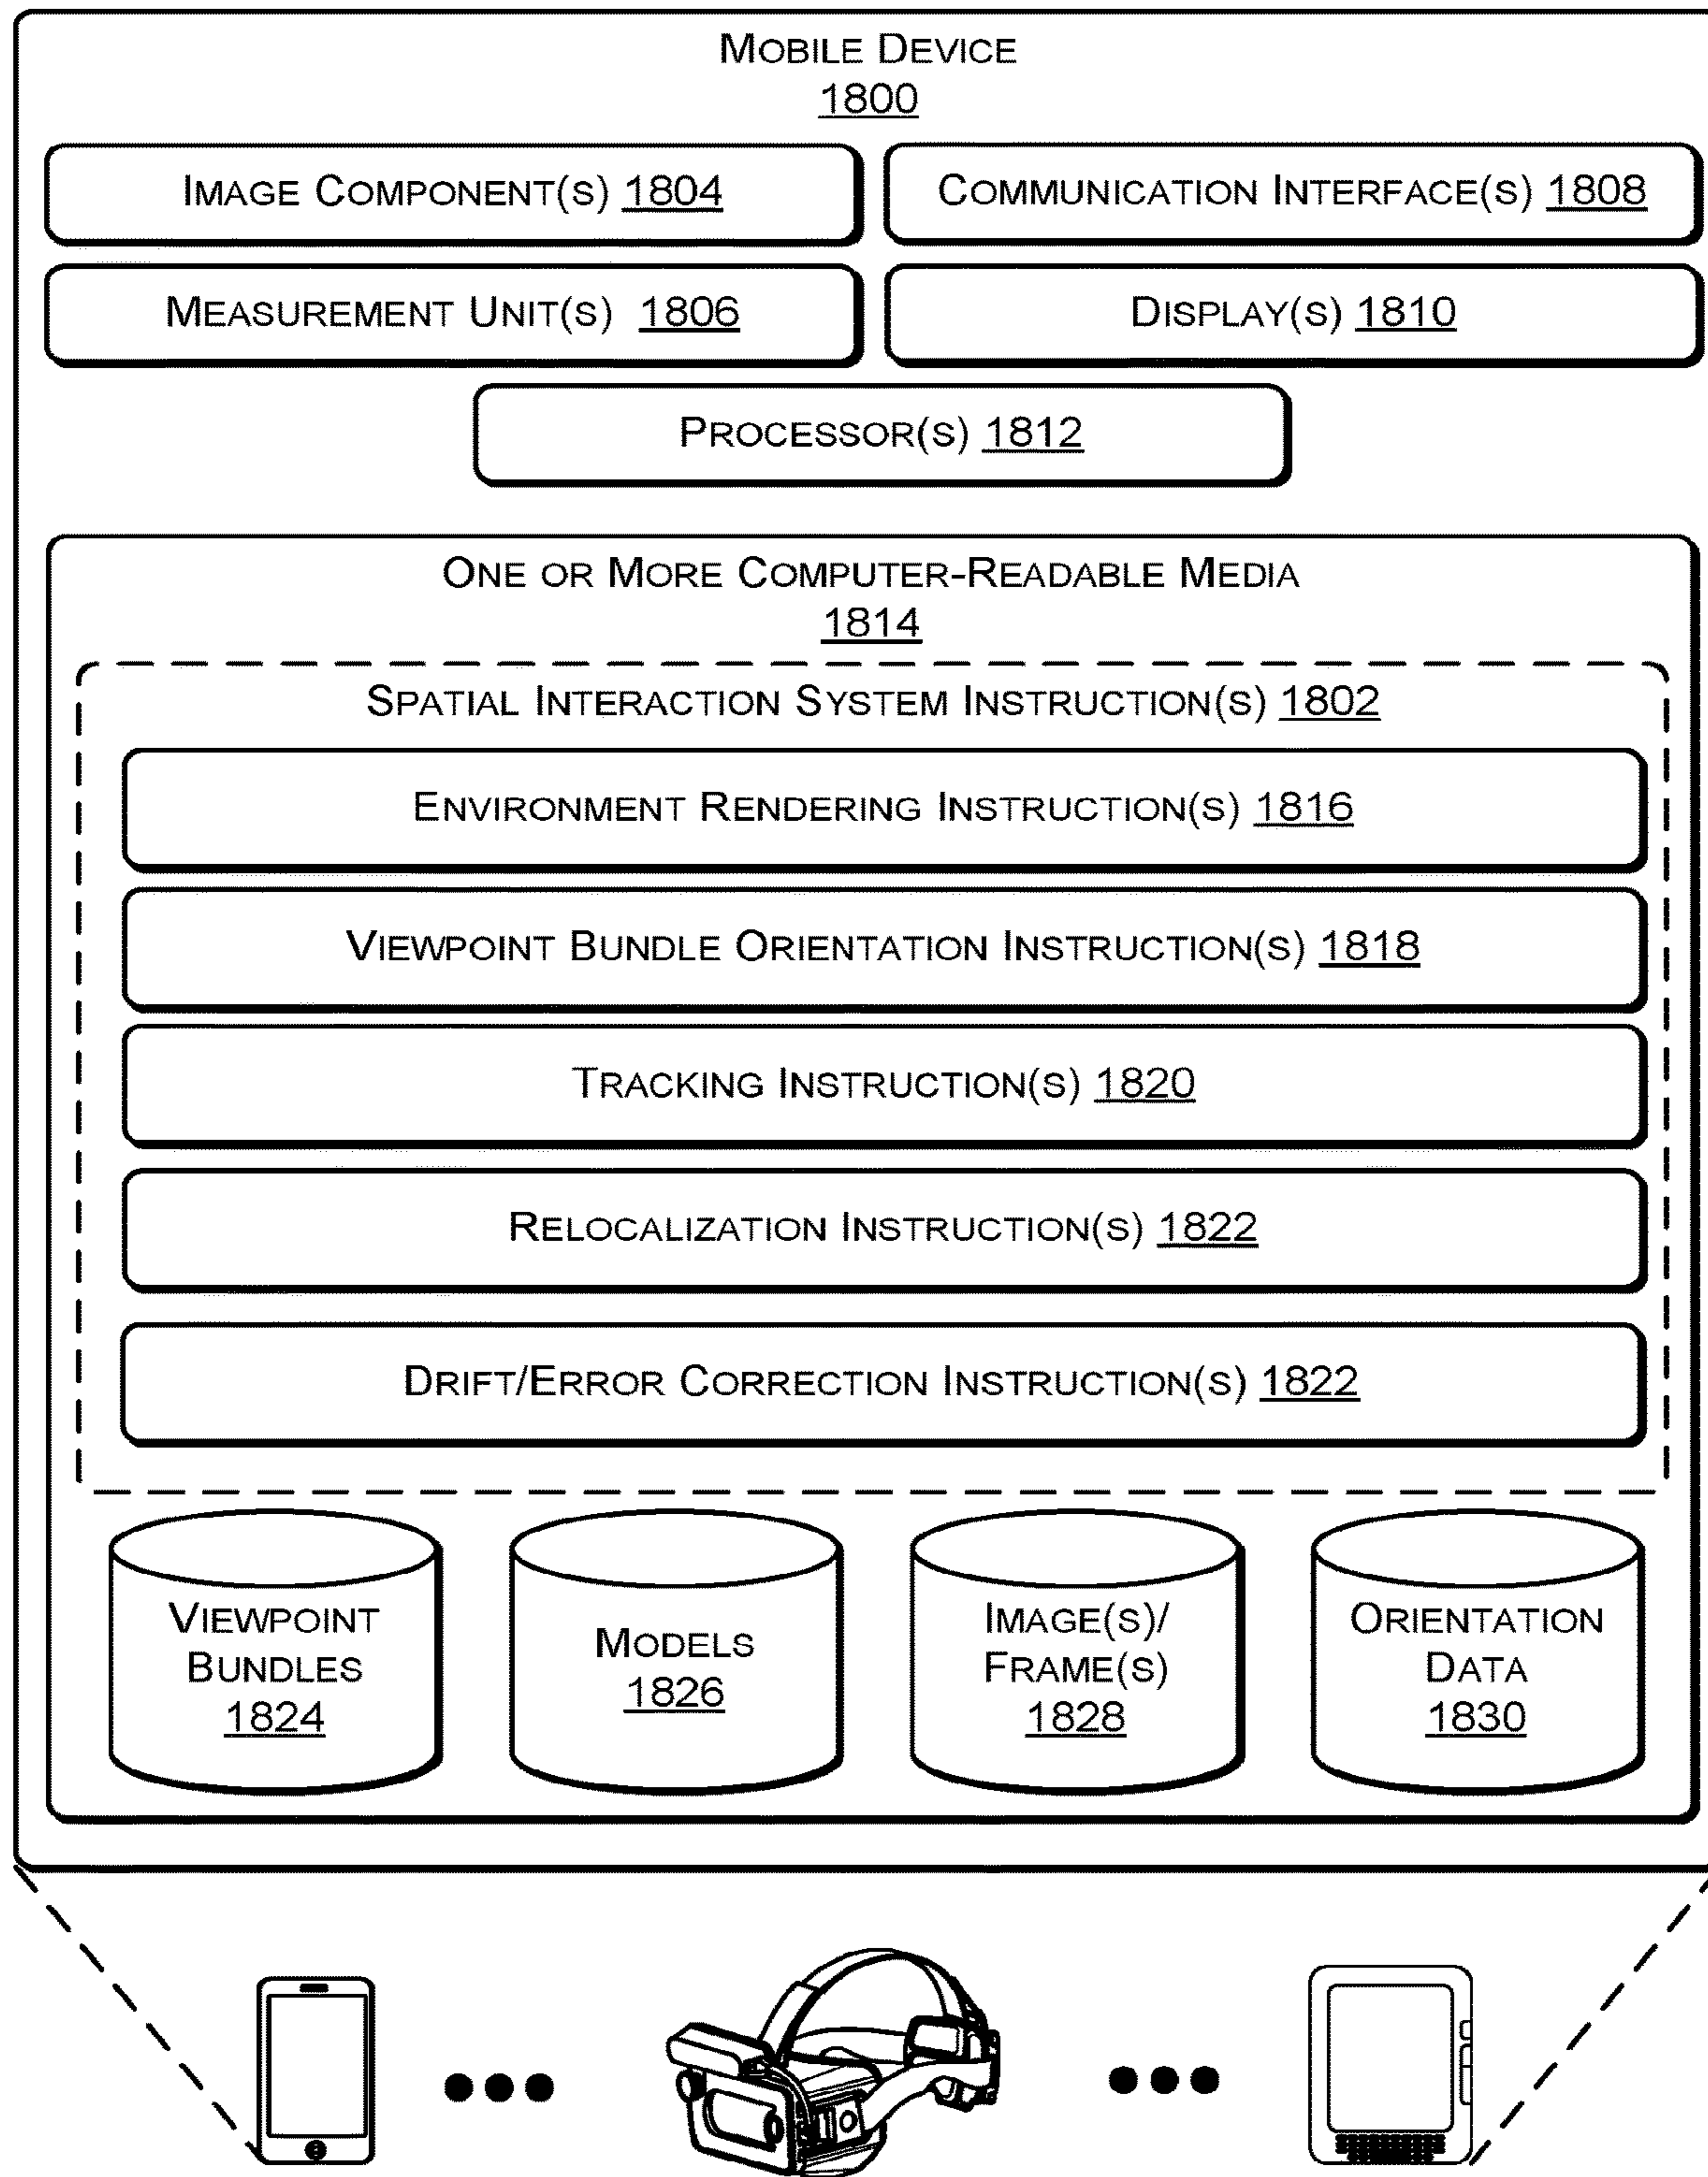 MOBILE DEVICE
1800
IMAGE COMPONENT(S) 1804
COMMUNICATION INTERFACE(S) 1808
MEASUREMENT UNIT(S) 1806
DISPLAY(S) 1810
PROCESSOR(S) 1812
ONE OR MORE COMPUTER-READABLE MEDIA
1814
SPATIAL INTERACTION SYSTEM INSTRUCTION(S) 1802
ENVIRONMENT RENDERING INSTRUCTION(S) 1816
VIEWPOINT BUNDLE ORIENTATION INSTRUCTION(S) 1818
TRACKING INSTRUCTION(S) 1820
RELOCALIZATION INSTRUCTION(S) 1822
DRIFT/ERROR CORRECTION INSTRUCTION(S) 1822
VIEWPOINT
BUNDLES
1824
MODELS
1826
IMAGE(S)/
FRAME(S)
1828
ORIENTATION
DATA
1830